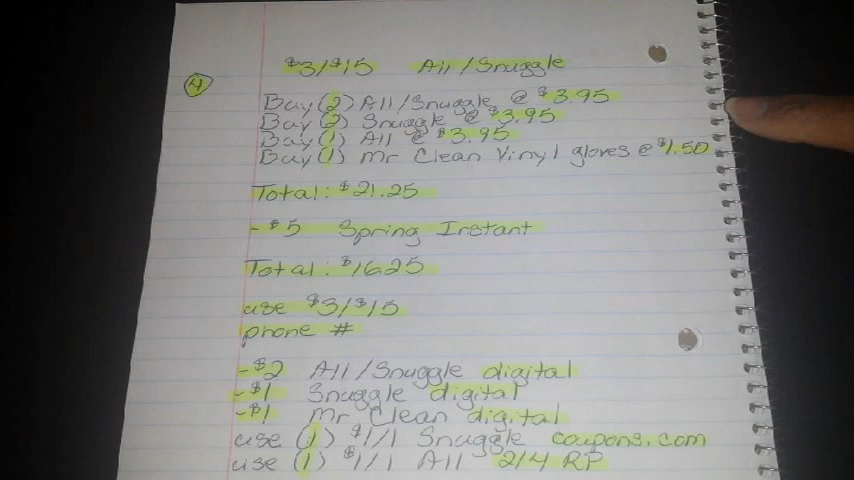 4
$3/$15 All/Snuggle
Buy (2) All/Snuggle @ $3.95
Buy (2) Snuggle @ $3.95
Buy (1) All @ $3.95
Buy (1) Mr Clean Vinyl gloves @ $1.50
Total: $21.25
-$5 Spring Instant
Total: $16.25
use $3/$15
phone #
-$2 All/Snuggle digital
-$1 Snuggle digital
-$1 Mr Clean digital
use (1) $1/1 Snuggle coupons.com
use (1) $1/1 All 2/4 RP